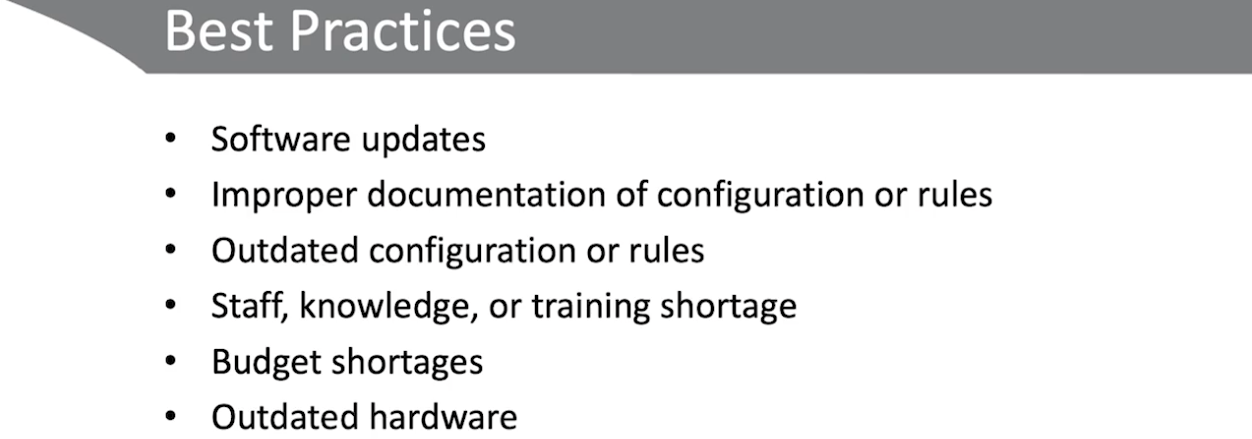 Best Practices
• Software updates
• Improper documentation of configuration or rules
• Outdated configuration or rules
• Staff, knowledge, or training shortage
• Budget shortages
• Outdated hardware